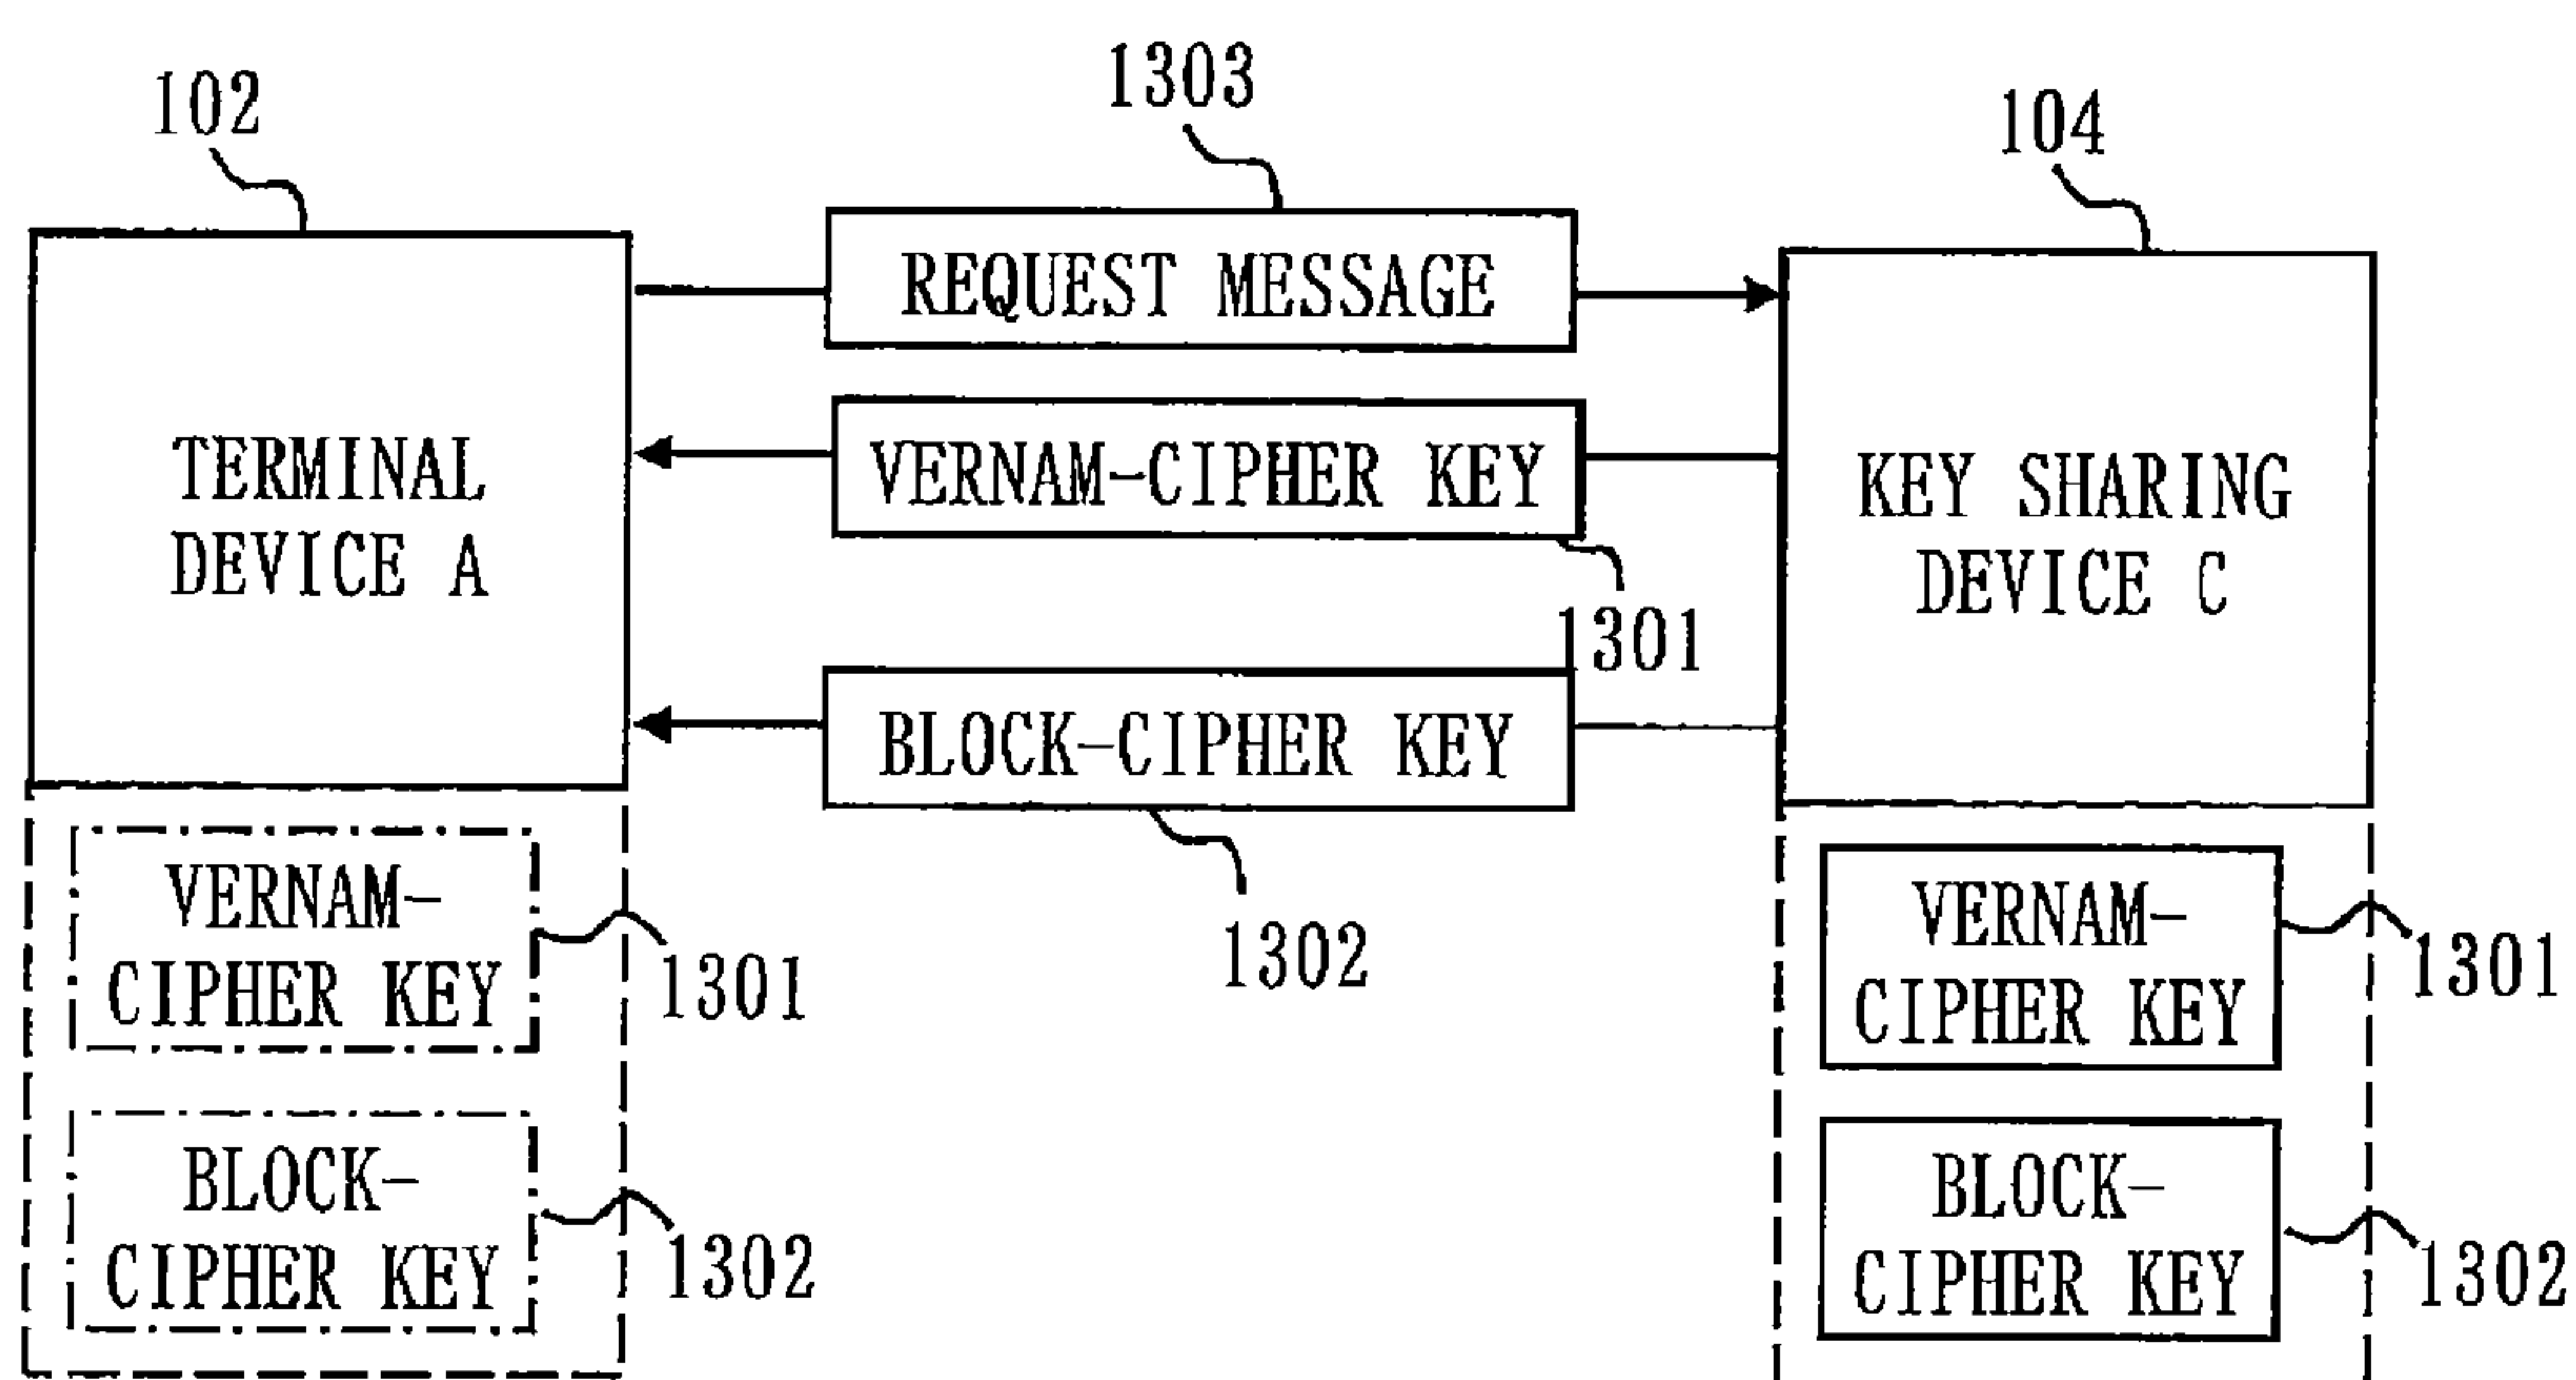 1303
102
104
REQUEST MESSAGE
VERNAM-CIPHER KEY
TERMINAL
DEVICE A
KEY SHARING
DEVICE C
1301
BLOCK-CIPHER KEY
1302
VERNAM-
CIPHER KEY
1301
BLOCK-
CIPHER KEY
1302
VERNAM-
CIPHER KEY
1301
BLOCK-
CIPHER KEY
1302